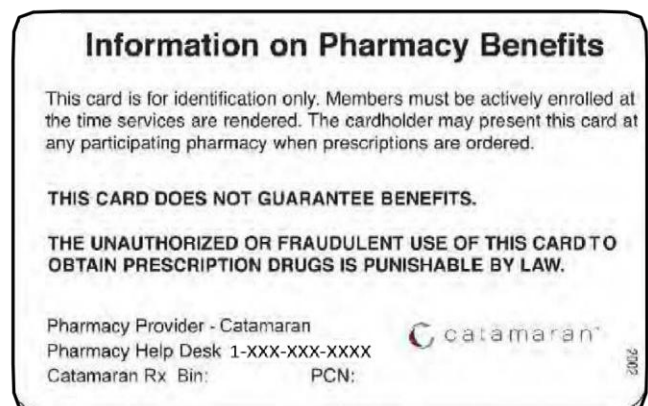 Information on Pharmacy Benefits
This card is for identification only. Members must be actively enrolled at
the time services are rendered. The cardholder may present this card at
any participating pharmacy when prescriptions are ordered.
THIS CARD DOES NOT GUARANTEE BENEFITS.
THE UNAUTHORIZED OR FRAUDULENT USE OF THIS CARD TO
OBTAIN PRESCRIPTION DRUGS IS PUNISHABLE BY LAW.
Pharmacy Provider - Catamaran
Pharmacy Help Desk 1-XXX-XXX-XXXX
Catamaran Rx Bin: PCN:
catamaran
2002